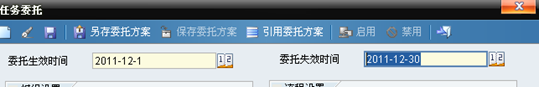 任务委托
另存委托方案 保存委托方案 引用委托方案 启用 禁用
委托生效时间 2011-12-1 12 委托失效时间 2011-12-30 12